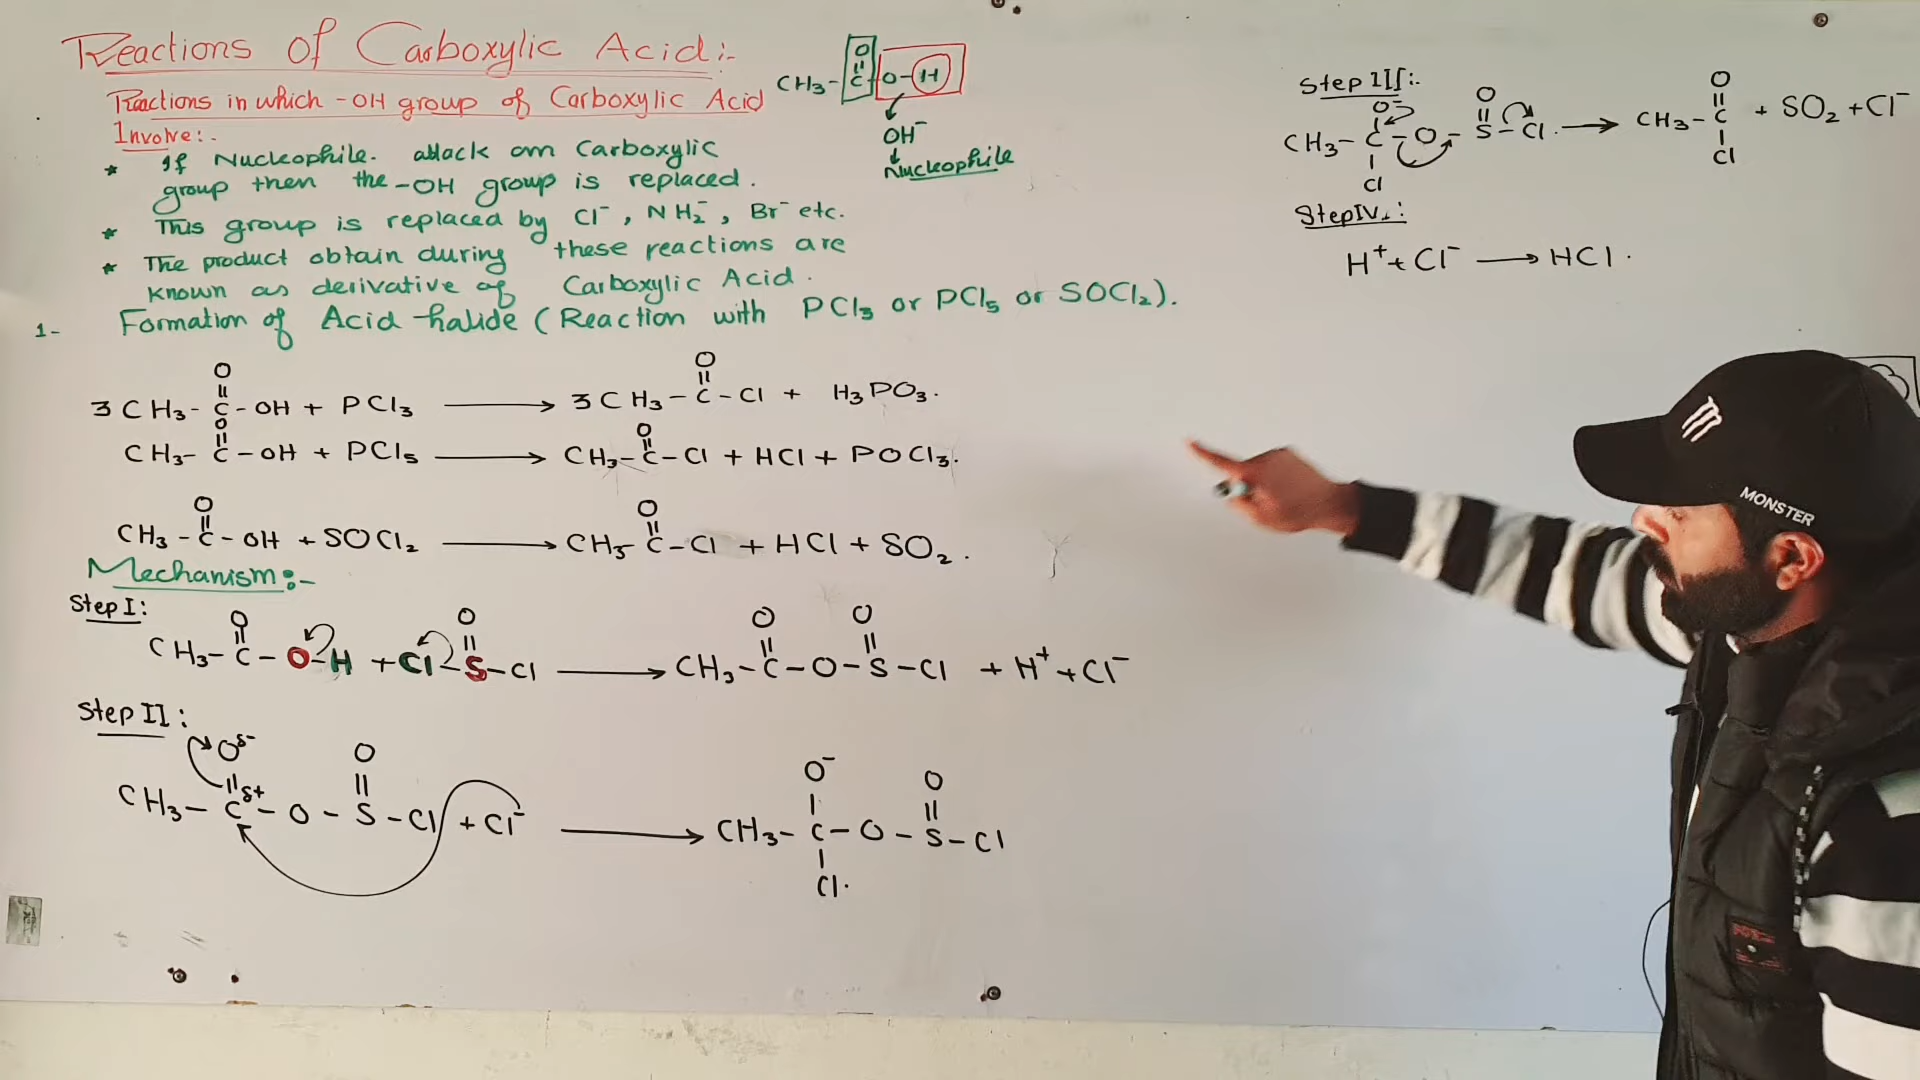 Reactions of Carboxylic Acid:-
Reactions in which -OH group of Carboxylic Acid
Involve:-
* If Nucleophile. attack on Carboxylic
group then the -OH group is replaced.
* This group is replaced by Cl⁻, NH₂⁻, Br⁻ etc.
* The product obtain during these reactions are
known as derivative of Carboxylic Acid.
O
||
CH₃-C-O-H
OH⁻
Nucleophile
1- Formation of Acid halide (Reaction with PCl₃ or PCl₅ or SOCl₂).
O O
|| ||
3CH₃-C-OH + PCl₃ ⟶ 3CH₃-C-Cl + H₃PO₃.
O O
|| ||
CH₃-C-OH + PCl₅ ⟶ CH₃-C-Cl + HCl + POCl₃.
O O
|| ||
CH₃-C-OH + SOCl₂ ⟶ CH₃-C-Cl + HCl + SO₂.
Mechanism:-
Step I:
O O O O
|| || || ||
CH₃-C-O-H + Cl-S-Cl ⟶ CH₃-C-O-S-Cl + H⁺ + Cl⁻
Step II:
Oδ⁻ O O⁻ O
|| δ+ || | ||
CH₃-C-O-S-Cl + Cl⁻ ⟶ CH₃-C-O-S-Cl
|
Cl.
Step III:.
O⁻ O O
| || ||
CH₃-C-O-S-Cl. ⟶ CH₃-C + SO₂ + Cl⁻
| |
Cl Cl
Step IV:
H⁺ + Cl⁻ ⟶ HCl.
MONSTER